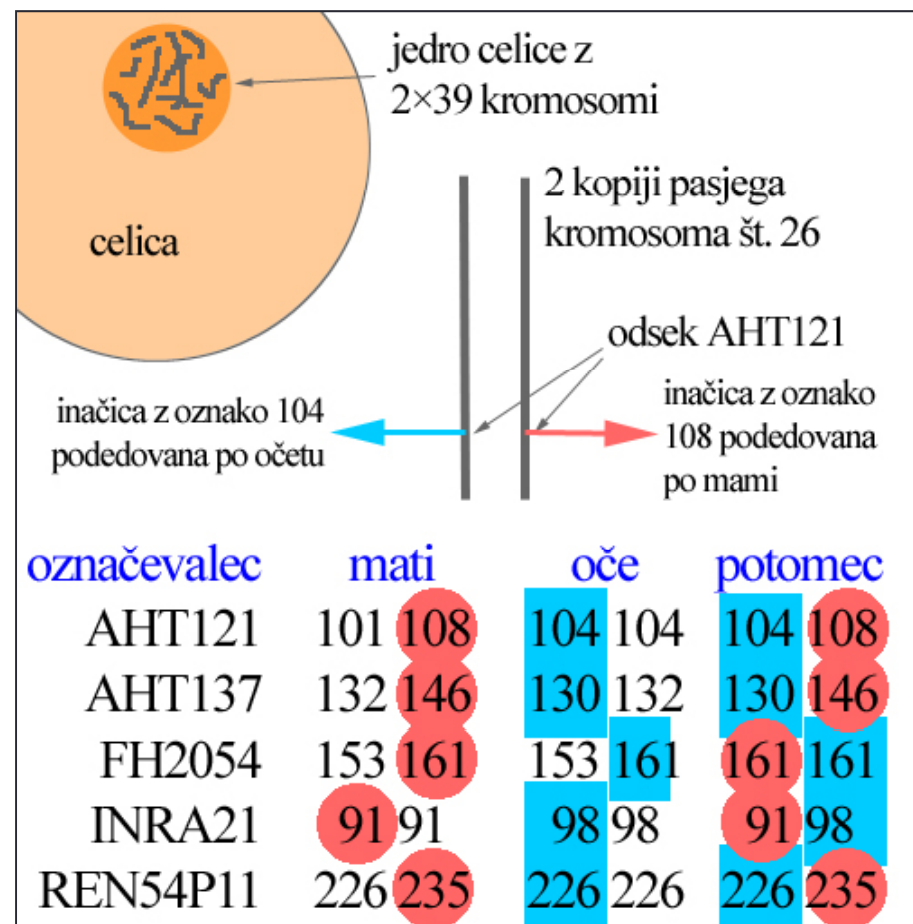 jedro celice z
2×39 kromosomi
celica
2 kopiji pasjega
kromosoma št. 26
odsek AHT121
inačica z oznako 104
podedovana po očetu
inačica z oznako
108 podedovana
po mami
označevalec mati oče potomec
AHT121 101 108 104 104 104 108
AHT137 132 146 130 132 130 146
FH2054 153 161 153 161 161 161
INRA21 91 91 98 98 91 98
REN54P11 226 235 226 226 226 235